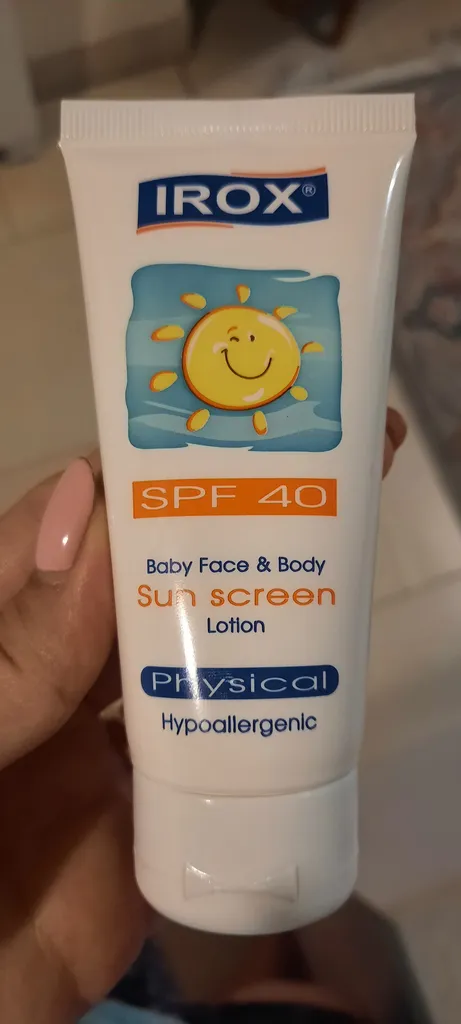 IROX®
SPF 40
Baby Face & Body
Sun screen
Lotion
Physical
Hypoallergenic